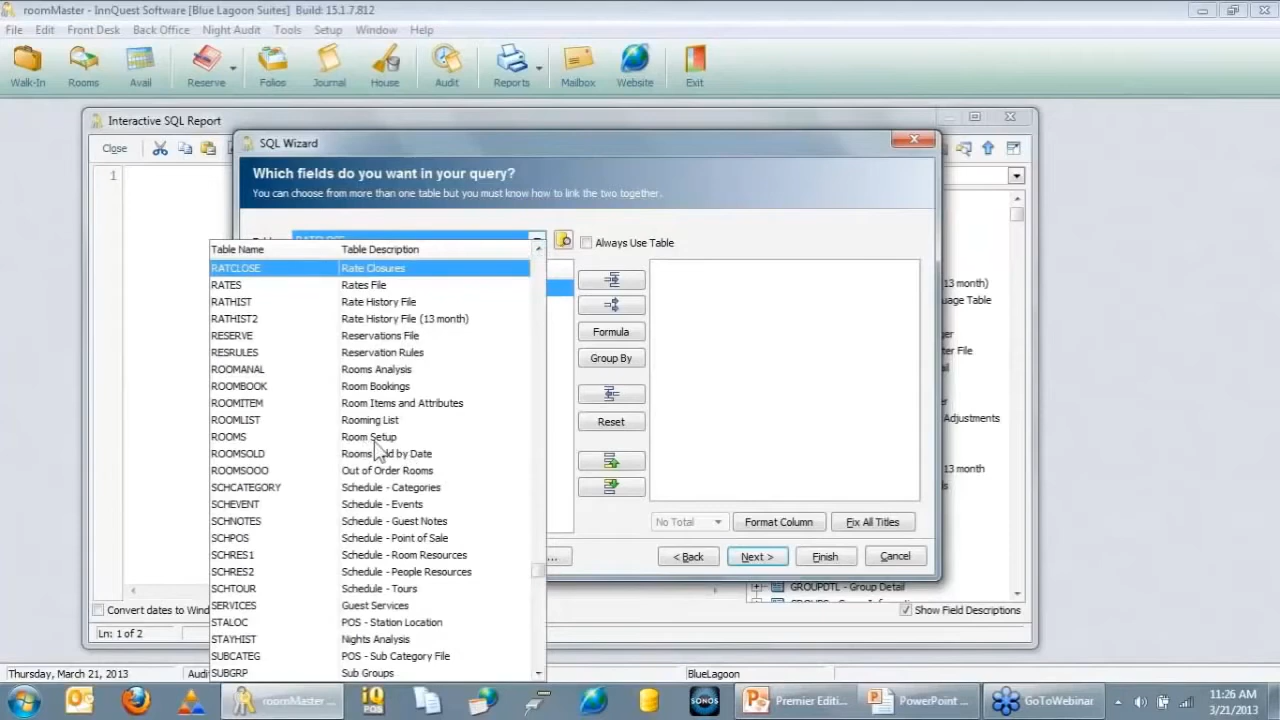 roomMaster - InnQuest Software [Blue Lagoon Suites] Build: 15.1.7.812
File Edit Front Desk Back Office Night Audit Tools Setup Window Help
Walk-In Rooms Avail Reserve Folios Journal House Audit Reports Mailbox Website Exit
Interactive SQL Report
SQL Wizard
Close
Which fields do you want in your query?
You can choose from more than one table but you must know how to link the two together.
1
Always Use Table
Table Name Table Description
RATCLOSE Rate Closures
RATES Rates File
RATHIST Rate History File
RATHIST2 Rate History File (13 month)
RESERVE Reservations File
RESRULES Reservation Rules
ROOMANAL Rooms Analysis
ROOMBOOK Room Bookings
ROOMITEM Room Items and Attributes
ROOMLIST Rooming List
ROOMS Room Setup
ROOMSOLD Rooms ld by Date
ROOMSOOO Out of Order Rooms
SCHCATEGORY Schedule - Categories
SCHEVENT Schedule - Events
SCHNOTES Schedule - Guest Notes
SCHPOS Schedule - Point of Sale
SCHRES1 Schedule - Room Resources
SCHRES2 Schedule - People Resources
SCHTOUR Schedule - Tours
SERVICES Guest Services
STALOC POS - Station Location
STAYHIST Nights Analysis
SUBCATEG POS - Sub Category File
SUBGRP Sub Groups
Formula
Group By
Reset
No Total Format Column Fix All Titles
... < Back Next > Finish Cancel
13 month)
uage Table
ger
er File
il
Adjustments
3 month
ds
GROUPDTL - Group Detail
Convert dates to Wind
Show Field Descriptions
Ln: 1 of 2
Thursday, March 21, 2013 Audi BlueLagoon
roomMaster ... iQ POS SONOS Premier Editi... PowerPoint ... GoToWebinar
11:26 AM
3/21/2013